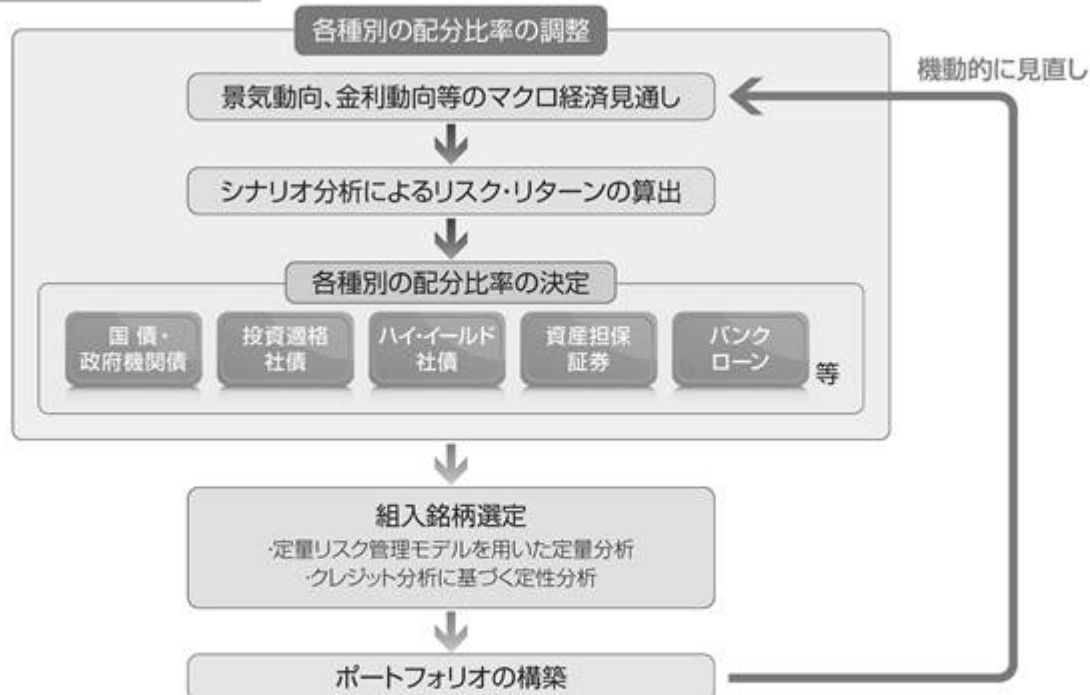 各種別の配分比率の調整
機動的に見直し
景気動向、金利動向等のマクロ経済見通し
シナリオ分析によるリスク・リターンの算出
各種別の配分比率の決定
国債・
政府機関債
投資適格
社債
ハイ・イールド
社債
資産担保
証券
バンク
ローン
等
組入銘柄選定
・定量リスク管理モデルを用いた定量分析
・クレジット分析に基づく定性分析
ポートフォリオの構築